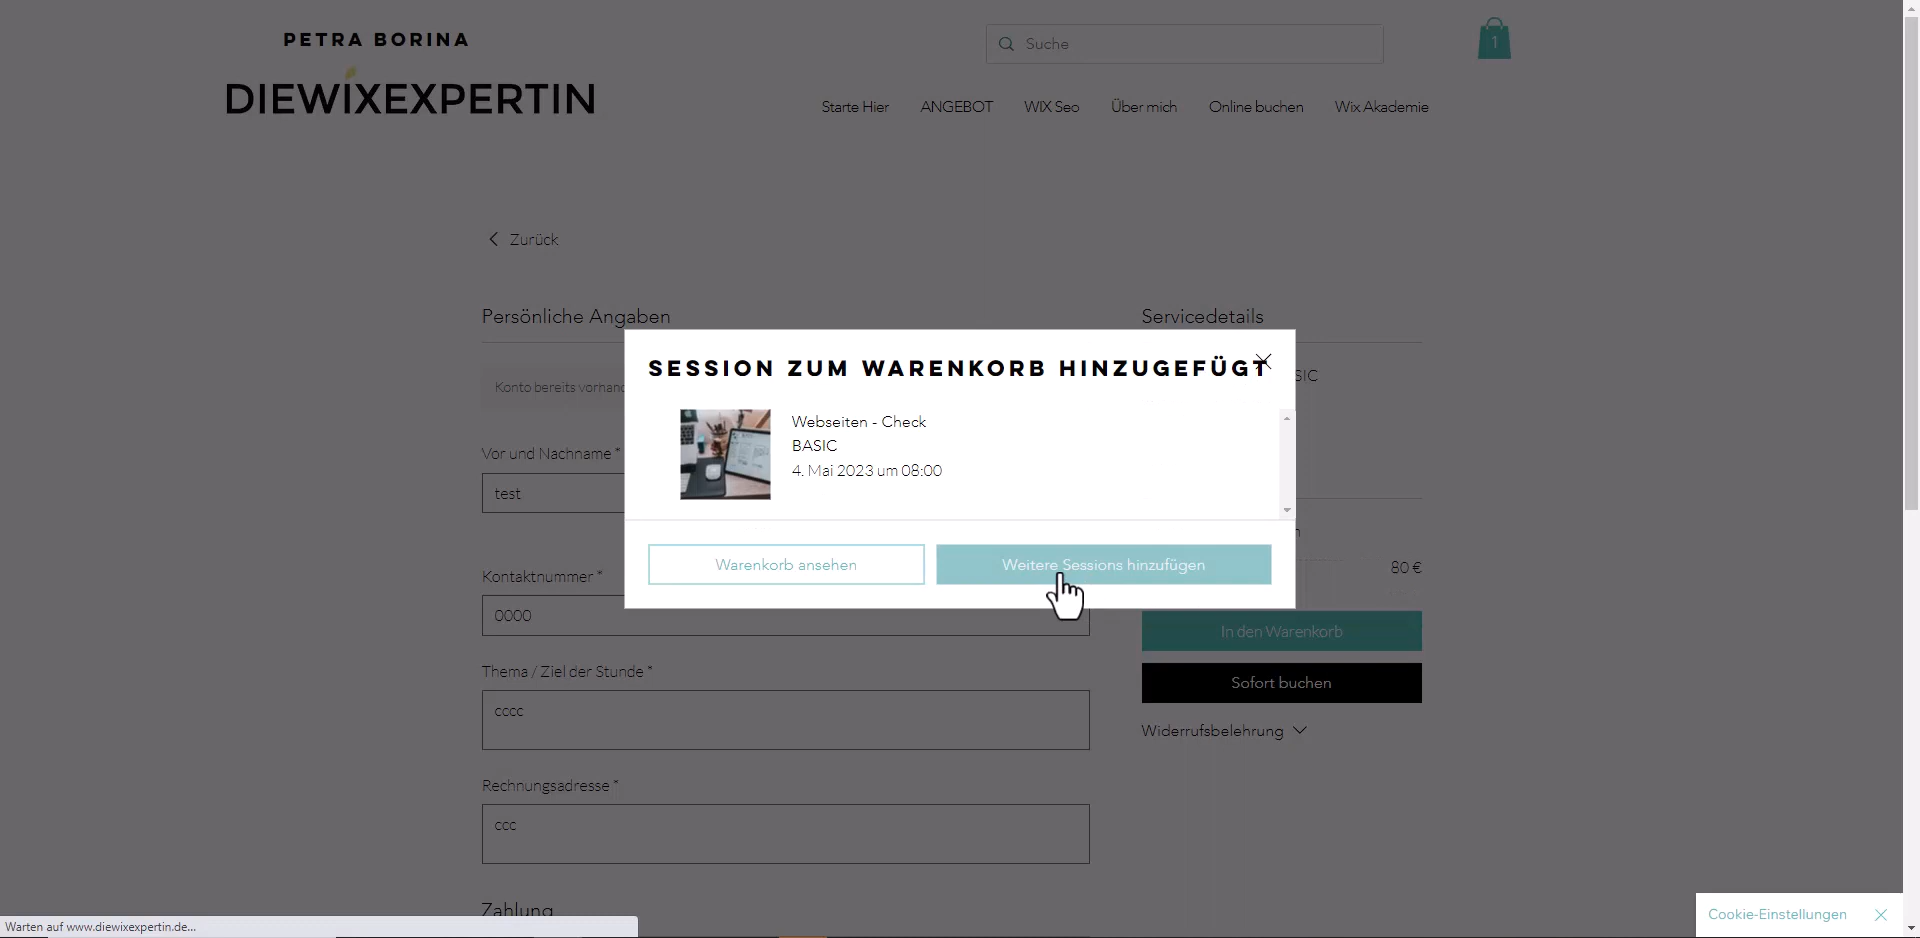 PETRA BORINA
DIEWIXEXPERTIN
Suche
1
Starte Hier ANGEBOT WIX Seo Über mich Online buchen Wix Akademie
Zurück
Persönliche Angaben
Servicedetails
Konto bereits
SESSION ZUM WARENKORB HINZUGEFÜGT
Webseiten - Check
BASIC
4. Mai 2023 um 08:00
Warenkorb ansehen
Weitere Sessions hinzufügen
Vor und Nachname *
test
Kontaktnummer *
0000
80 €
In den Warenkorb
Sofort buchen
Widerrufsbelehrung
Thema / Ziel der Stunde *
cccc
Rechnungsadresse *
ccc
Zahlung
Cookie-Einstellungen
Warten auf www.diewixexpertin.de...